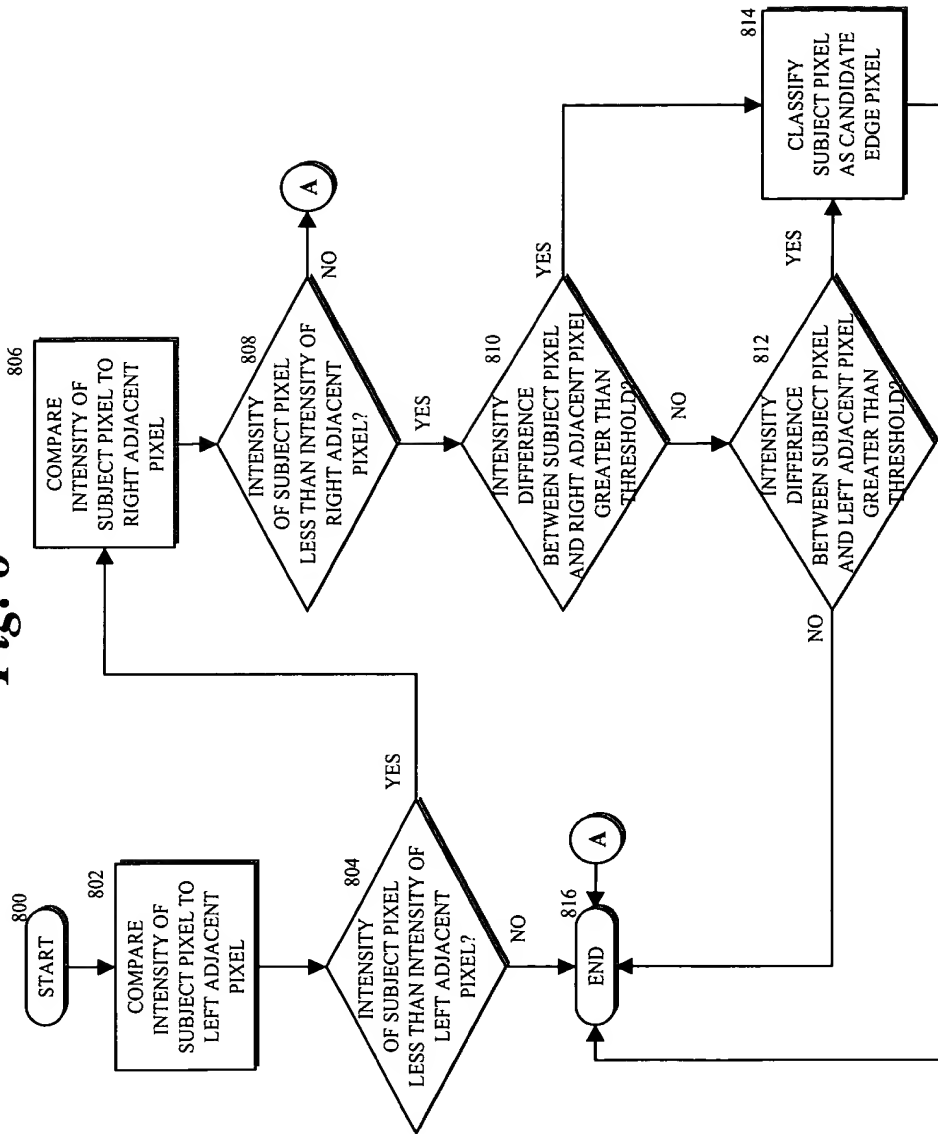 800
START
802
COMPARE
INTENSITY OF
SUBJECT PIXEL TO
LEFT ADJACENT
PIXEL
804
INTENSITY
OF SUBJECT PIXEL
LESS THAN INTENSITY OF
LEFT ADJACENT
PIXEL?
YES
NO
816
END
A
806
COMPARE
INTENSITY OF
SUBJECT PIXEL TO
RIGHT ADJACENT
PIXEL
808
INTENSITY
OF SUBJECT PIXEL
LESS THAN INTENSITY OF
RIGHT ADJACENT
PIXEL?
NO
A
YES
810
INTENSITY
DIFFERENCE
BETWEEN SUBJECT PIXEL
AND RIGHT ADJACENT PIXEL
GREATER THAN
THRESHOLD?
YES
NO
812
INTENSITY
DIFFERENCE
BETWEEN SUBJECT PIXEL
AND LEFT ADJACENT PIXEL
GREATER THAN
THRESHOLD?
NO
YES
814
CLASSIFY
SUBJECT PIXEL
AS CANDIDATE
EDGE PIXEL